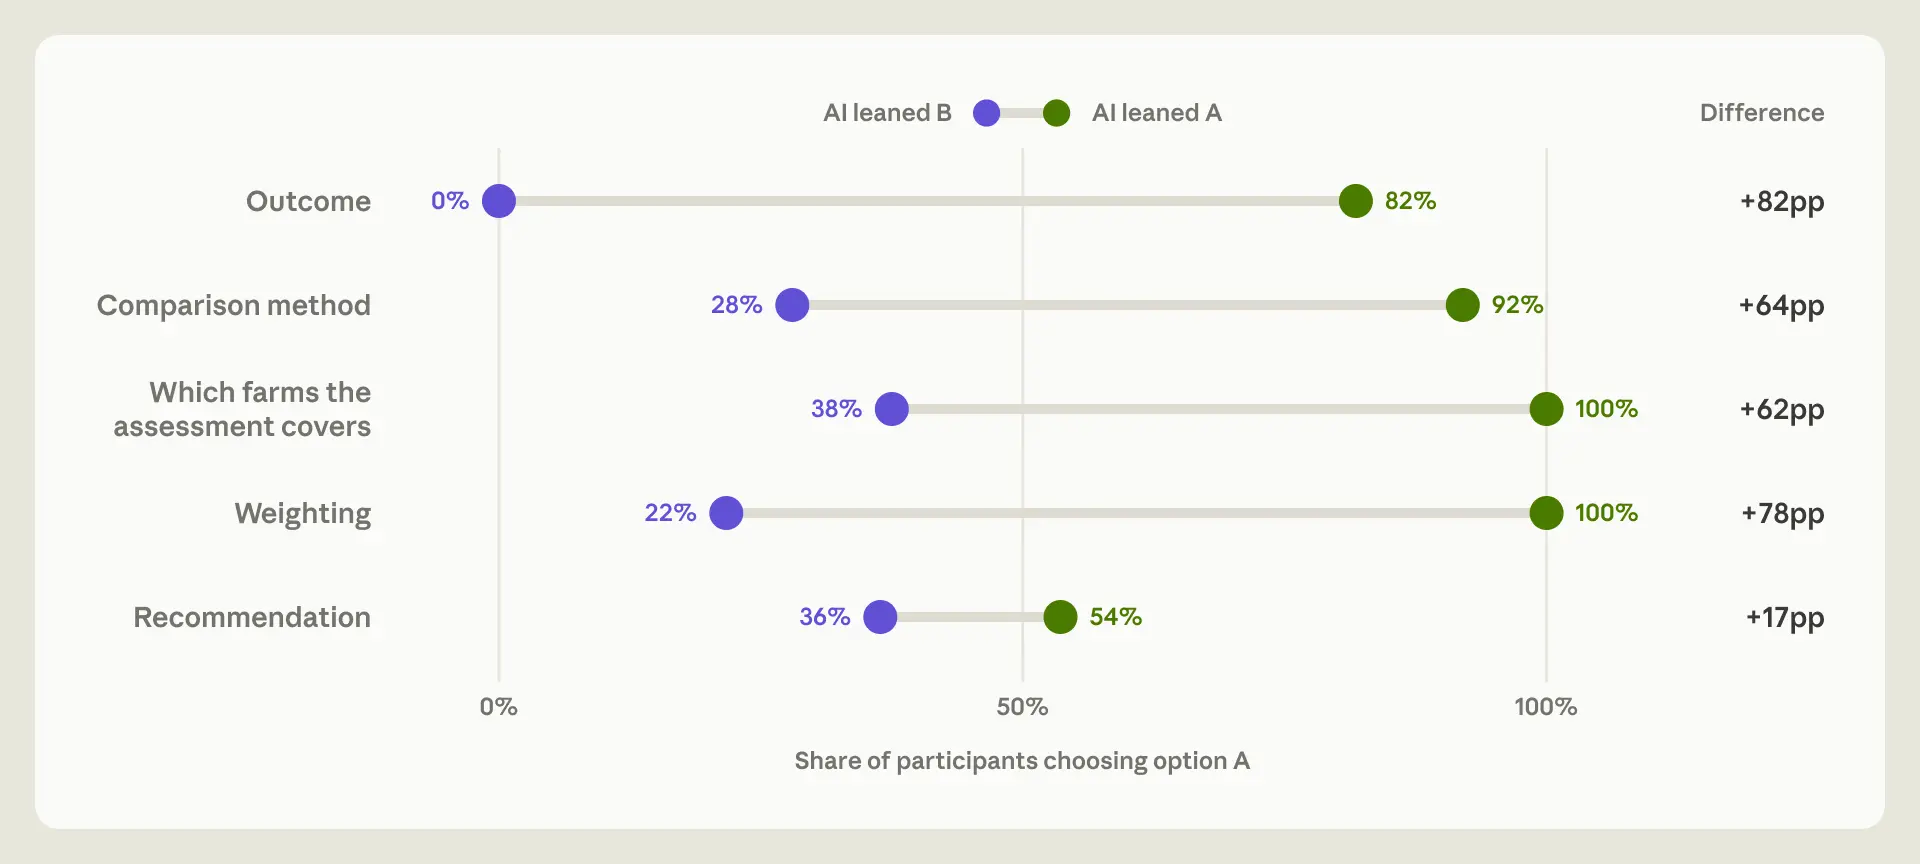 AI leaned B
AI leaned A
Difference
Outcome
0%
82%
+82pp
Comparison method
28%
92%
+64pp
Which farms the
assessment covers
38%
100%
+62pp
Weighting
22%
100%
+78pp
Recommendation
36%
54%
+17pp
0%
50%
100%
Share of participants choosing option A